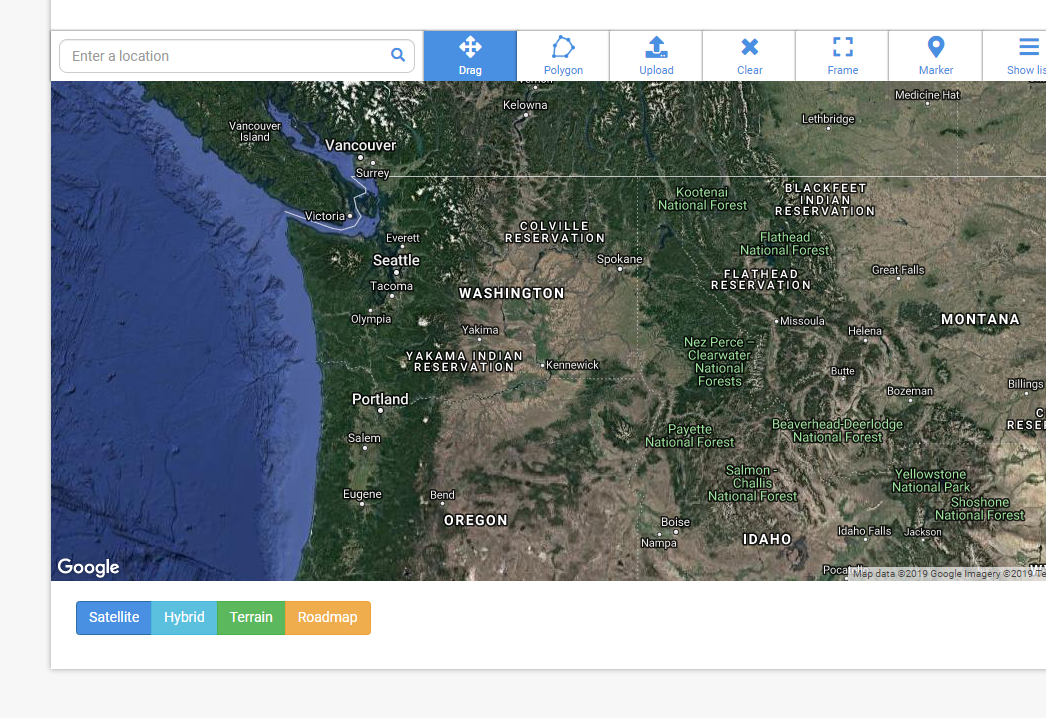 Enter a location
Drag
Polygon
Upload
Clear
Frame
Marker
Show lis
Kelowna
Medicine Hat
Lethbridge
Vancouver
Island
Vancouver
Surrey
Kootenai
National Forest
BLACKFEET
INDIAN
RESERVATION
Victoria
COLVILLE
RESERVATION
Everett
Flathead
National Forest
Seattle
Spokane
FLATHEAD
RESERVATION
Great Falls
Tacoma
WASHINGTON
Olympia
Missoula
MONTANA
Yakima
Helena
YAKAMA INDIAN
RESERVATION
Kennewick
Nez Perce –
Clearwater
National
Forests
Butte
Bozeman
Billings
Portland
C
RESE
Salem
Payette
National Forest
Beaverhead-Deerlodge
National Forest
Salmon -
Challis
National Forest
Yellowstone
National Park
Eugene
Bend
Shoshone
National Forest
OREGON
Boise
Nampa
IDAHO
Idaho Falls
Jackson
Google
Map data ©2019 Google Imagery ©2019 Te
Satellite
Hybrid
Terrain
Roadmap